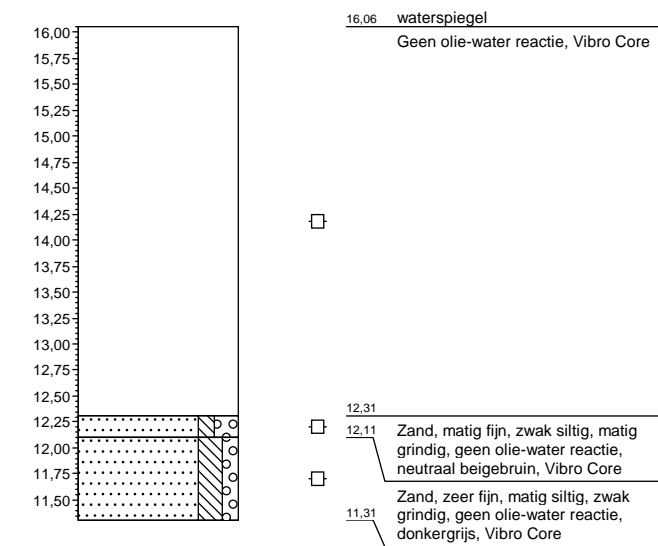 16,00
15,75
15,50
15,25
15,00
14,75
14,50
14,25
14,00
13,75
13,50
13,25
13,00
12,75
12,50
12,25
12,00
11,75
11,50
16,06 waterspiegel
Geen olie-water reactie, Vibro Core
12,31
12,11 Zand, matig fijn, zwak siltig, matig
grindig, geen olie-water reactie,
neutraal beigebruin, Vibro Core
Zand, zeer fijn, matig siltig, zwak
11,31 grindig, geen olie-water reactie,
donkergrijs, Vibro Core